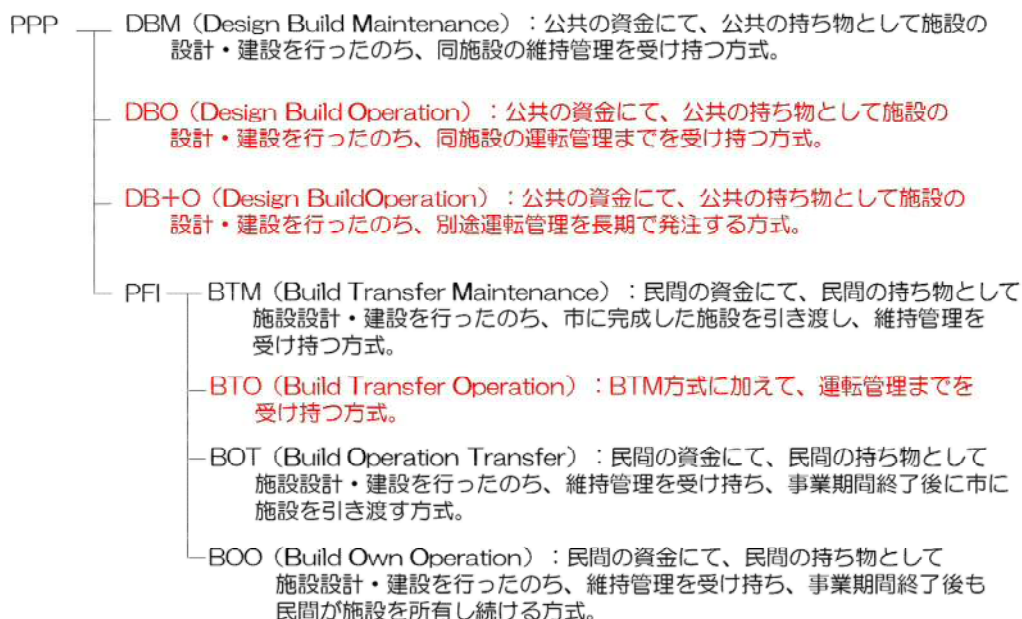 PPP DBM（Design Build Maintenance）：公共の資金にて、公共の持ち物として施設の
設計・建設を行ったのち、同施設の維持管理を受け持つ方式。
DBO（Design Build Operation）：公共の資金にて、公共の持ち物として施設の
設計・建設を行ったのち、同施設の運転管理までを受け持つ方式。
DB+O（Design BuildOperation）：公共の資金にて、公共の持ち物として施設の
設計・建設を行ったのち、別途運転管理を長期で発注する方式。
PFI BTM（Build Transfer Maintenance）：民間の資金にて、民間の持ち物として
施設設計・建設を行ったのち、市に完成した施設を引き渡し、維持管理を
受け持つ方式。
BTO（Build Transfer Operation）：BTM方式に加えて、運転管理までを
受け持つ方式。
BOT（Build Operation Transfer）：民間の資金にて、民間の持ち物として
施設設計・建設を行ったのち、維持管理を受け持ち、事業期間終了後に市に
施設を引き渡す方式。
BOO（Build Own Operation）：民間の資金にて、民間の持ち物として
施設設計・建設を行ったのち、維持管理を受け持ち、事業期間終了後も
民間が施設を所有し続ける方式。